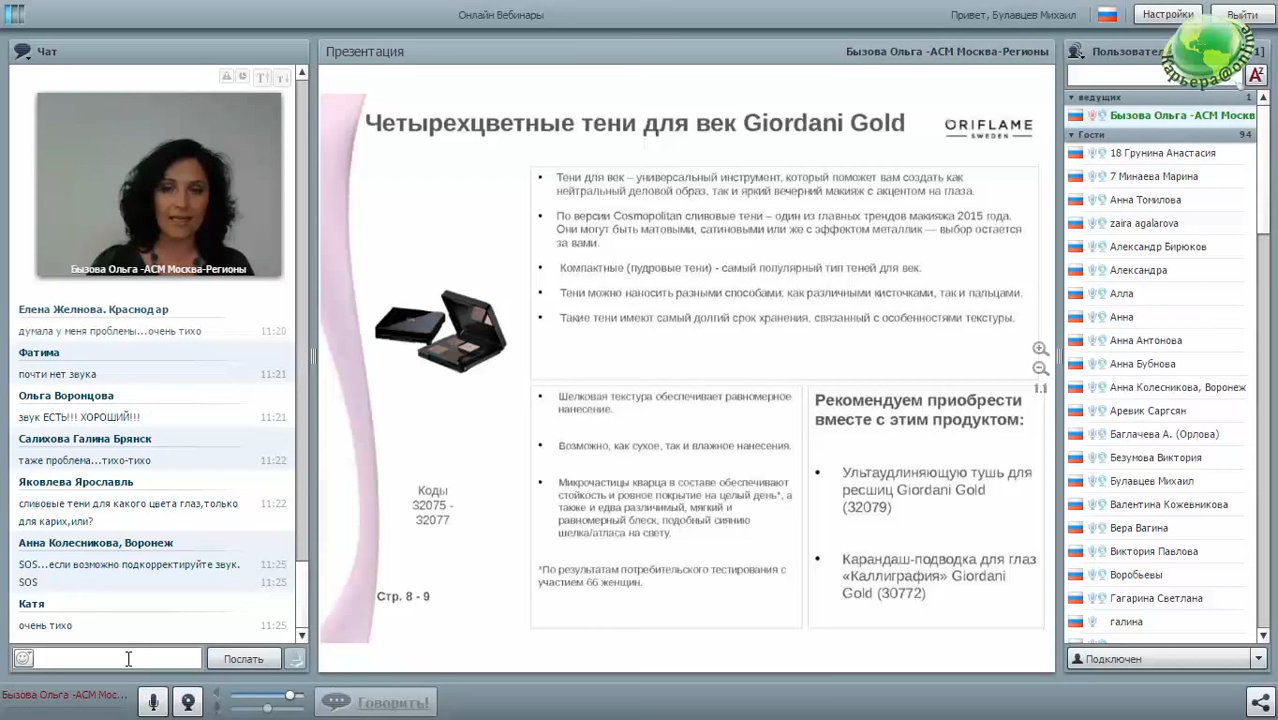 Онлайн Вебинары
Привет, Булавцев Михаил
Настройки
Выйти
Чат
Бызова Ольга -АСМ Москва-Регионы
Елена Желнова. Краснодар
думала у меня проблемы...очень тихо 11:20
Фатима
почти нет звука 11:21
Ольга Воронцова
звук ЕСТЬ!!! ХОРОШИЙ!!! 11:21
Салихова Галина Брянск
таже проблема...тихо-тихо 11:22
Яковлева Ярославль
сливовые тени для какого цвета глаз,только 11:22
для карих,или?
Анна Колесникова, Воронеж
SOS...если возможно подкорректируйте звук. 11:25
SOS 11:25
Катя
очень тихо 11:25
Послать
Бызова Ольга -АСМ Мос...
Говорить!
Презентация
Бызова Ольга -АСМ Москва-Регионы
Четырехцветные тени для век Giordani Gold
ORIFLAME
SWEDEN
• Тени для век – универсальный инструмент, который поможет вам создать как
нейтральный деловой образ, так и яркий вечерний макияж с акцентом на глаза.
• По версии Cosmopolitan сливовые тени – один из главных трендов макияжа 2015 года.
Они могут быть матовыми, сатиновыми или же с эффектом металлик — выбор остается
за вами.
• Компактные (пудровые тени) - самый популярный тип теней для век.
• Тени можно наносить разными способами: как различными кисточками, так и пальцами.
• Такие тени имеют самый долгий срок хранения, связанный с особенностями текстуры.
1.1
Коды
32075 -
32077
Стр. 8 - 9
• Шелковая текстура обеспечивает равномерное
нанесение.
• Возможно, как сухое, так и влажное нанесение.
• Микрочастицы кварца в составе обеспечивают
стойкость и ровное покрытие на целый день*, а
также и едва различимый, мягкий и
равномерный блеск, подобный сиянию
шелка/атласа на свету.
*По результатам потребительского тестирования с
участием 66 женщин.
Рекомендуем приобрести
вместе с этим продуктом:
• Ультаудлиняющую тушь для
ресшиц Giordani Gold
(32079)
• Карандаш-подводка для глаз
«Каллиграфия» Giordani
Gold (30772)
Карьера@online
ведущих 1
Бызова Ольга -АСМ Москв
Гости 94
18 Грунина Анастасия
7 Минаева Марина
Анна Томилова
zaira agalarova
Александр Бирюков
Александра
Алла
Анна
Анна Антонова
Анна Бубнова
Анна Колесникова, Воронеж
Аревик Саргсян
Баглачева А. (Орлова)
Безумова Виктория
Булавцев Михаил
Валентина Кожевникова
Вера Вагина
Виктория Павлова
Воробьевы
Гагарина Светлана
галина
Подключен